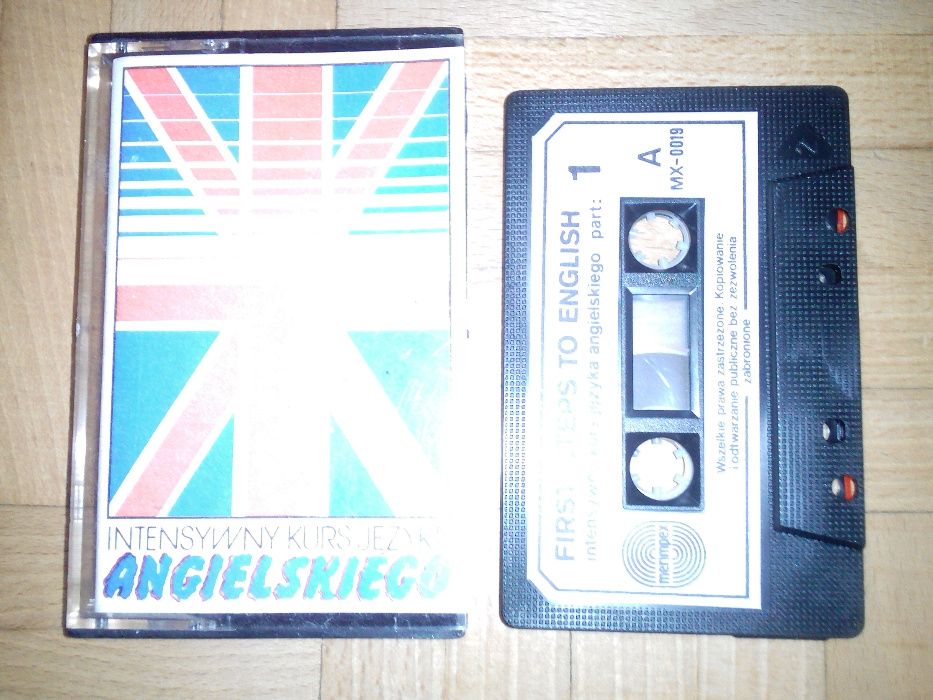 INTENSYWNY KURS JĘZYKA
ANGIELSKIEGO
FIRST STEPS TO ENGLISH 1
intensywny kurs języka angielskiego part:
A
MX-0019
Wszelkie prawa zastrzeżone. Kopiowanie
i odtwarzanie publiczne bez zezwolenia
zabronione
merimpex